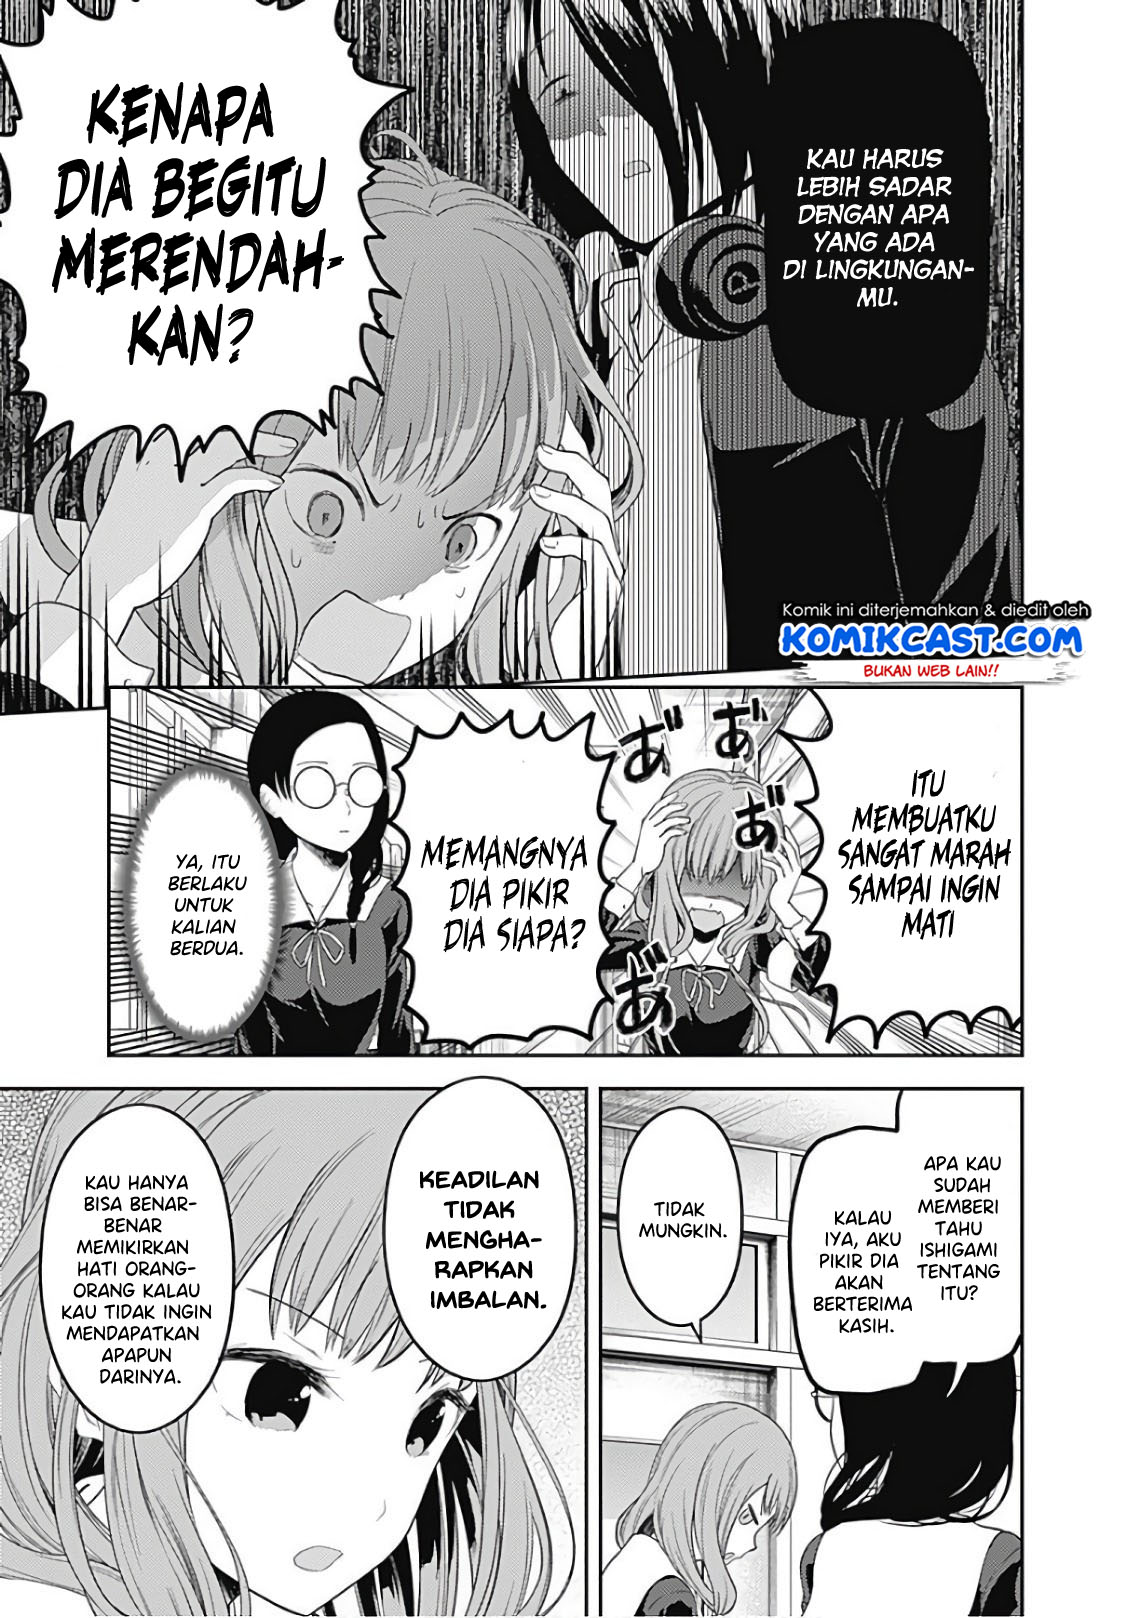 KAU HARUS
LEBIH SADAR
DENGAN APA
YANG ADA
DI LINGKUNGAN-
MU.
KENAPA
DIA BEGITU
MERENDAH-
KAN?
Komik ini diterjemahkan & diedit oleh
KOMIKCAST.COM
BUKAN WEB LAIN!!
ITU
MEMBUATKU
SANGAT MARAH
SAMPAI INGIN
MATI
あ゛
あ゛
あ゛
あ゛
MEMANGNYA
DIA PIKIR
DIA SIAPA?
YA, ITU
BERLAKU
UNTUK
KALIAN
BERDUA.
APA KAU
SUDAH
MEMBERI
TAHU
ISHIGAMI
TENTANG
ITU?
KALAU
IYA, AKU
PIKIR DIA
AKAN
BERTERIMA
KASIH.
TIDAK
MUNGKIN.
KEADILAN
TIDAK
MENGHA-
RAPKAN
IMBALAN.
KAU HANYA
BISA BENAR-
BENAR
MEMIKIRKAN
HATI ORANG-
ORANG KALAU
KAU TIDAK INGIN
MENDAPATKAN
APAPUN
DARINYA.